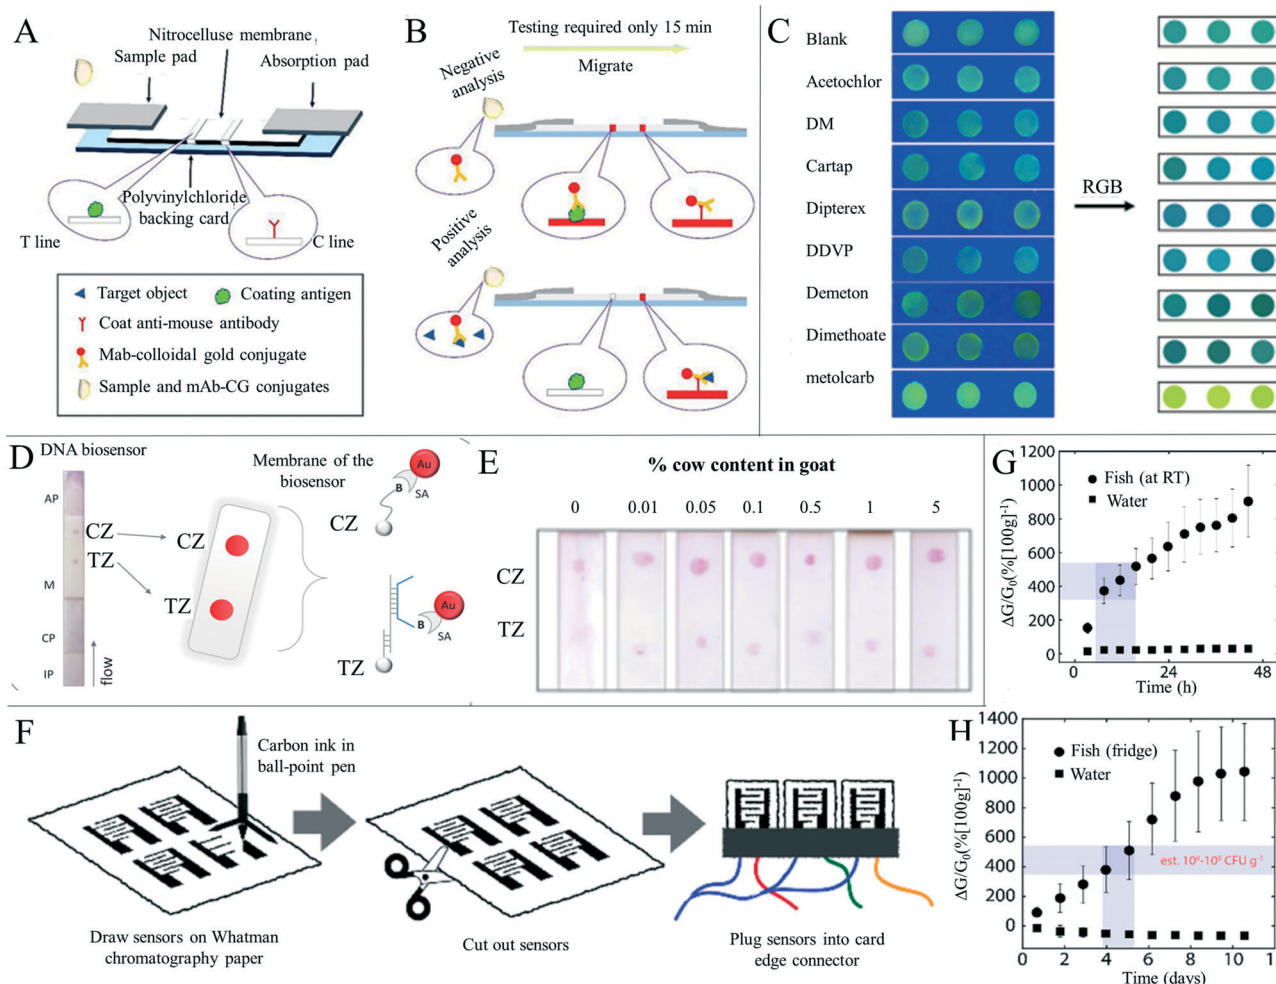 A
Nitrocelluse membrane
Sample pad
Absorption pad
Polyvinylchloride
backing card
T line
C line
Target object
Coating antigen
Coat anti-mouse antibody
Mab-colloidal gold conjugate
Sample and mAb-CG conjugates
B
Testing required only 15 min
Migrate
Negative
analysis
Positive
analysis
C
Blank
Acetochlor
DM
Cartap
Dipterex
DDVP
Demeton
Dimethoate
metolcarb
RGB
D
DNA biosensor
AP
CZ
TZ
M
CP
IP
flow
CZ
TZ
Membrane of the
biosensor
Au
B
SA
CZ
Au
B
SA
TZ
E
% cow content in goat
0 0.01 0.05 0.1 0.5 1 5
CZ
TZ
F
Carbon ink in
ball-point pen
Draw sensors on Whatman
chromatography paper
Cut out sensors
Plug sensors into card
edge connector
G
1200
1000
800
600
400
200
0
ΔG/G₀(%[100g]-¹)
Fish (at RT)
Water
0 24 48
Time (h)
H
1400
1200
1000
800
600
400
200
0
ΔG/G₀(%[100g]-¹)
Fish (fridge)
Water
0 2 4 6 8 10
Time (days)